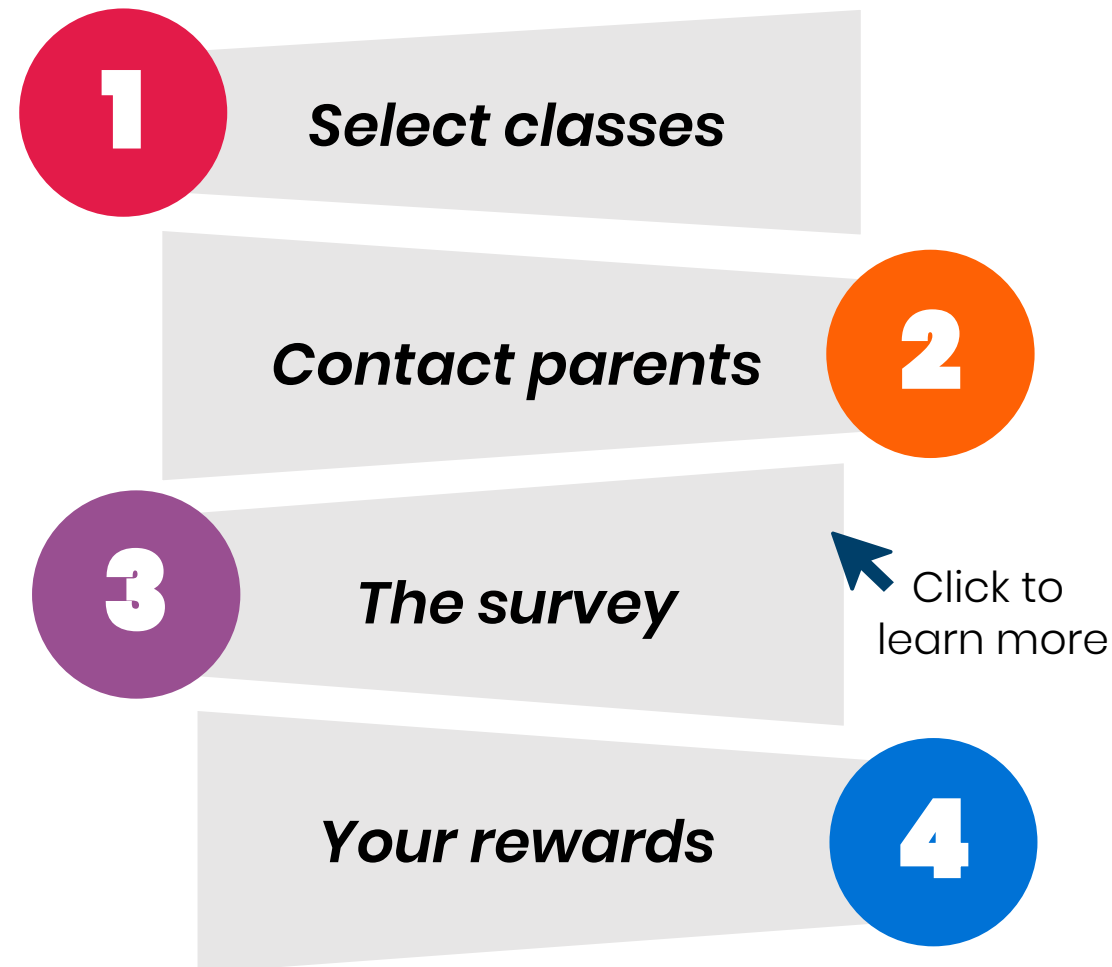 1
Select classes
Contact parents
2
3
The survey
Click to
learn more
Your rewards
4